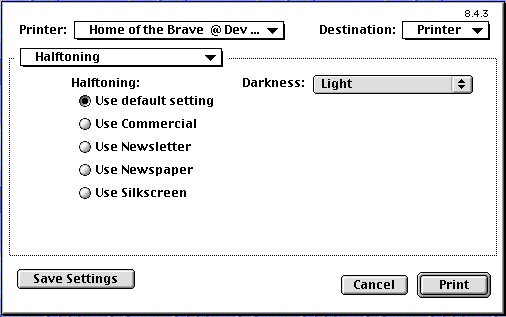 8.4.3
Printer: Home of the Brave @ Dev ... Destination: Printer
Halftoning
Halftoning: Darkness: Light
Use default setting
Use Commercial
Use Newsletter
Use Newspaper
Use Silkscreen
Save Settings
Cancel Print